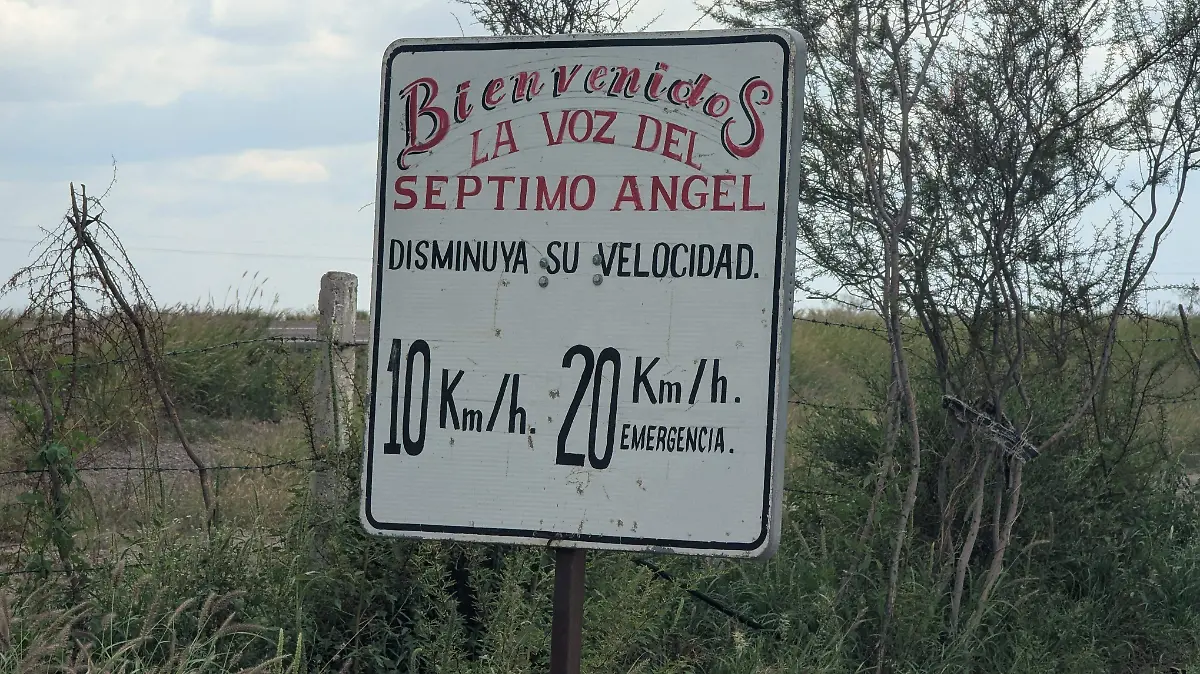 BienvenidoS
LA VOZ DEL
SEPTIMO ANGEL
DISMINUYA SU VELOCIDAD.
10 Km/h. 20 Km/h.
EMERGENCIA.